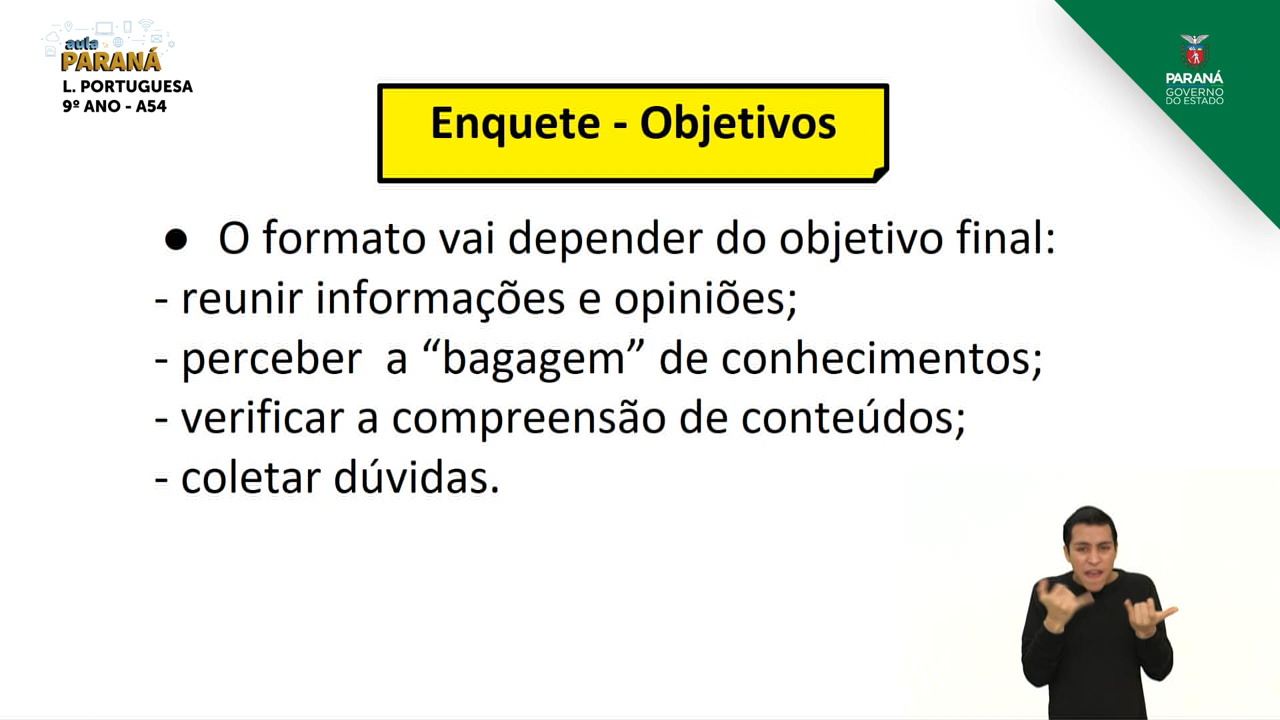 aula
PARANÁ
L. PORTUGUESA
9º ANO - A54
PARANÁ
GOVERNO
DO ESTADO
Enquete - Objetivos
● O formato vai depender do objetivo final:
- reunir informações e opiniões;
- perceber a “bagagem” de conhecimentos;
- verificar a compreensão de conteúdos;
- coletar dúvidas.